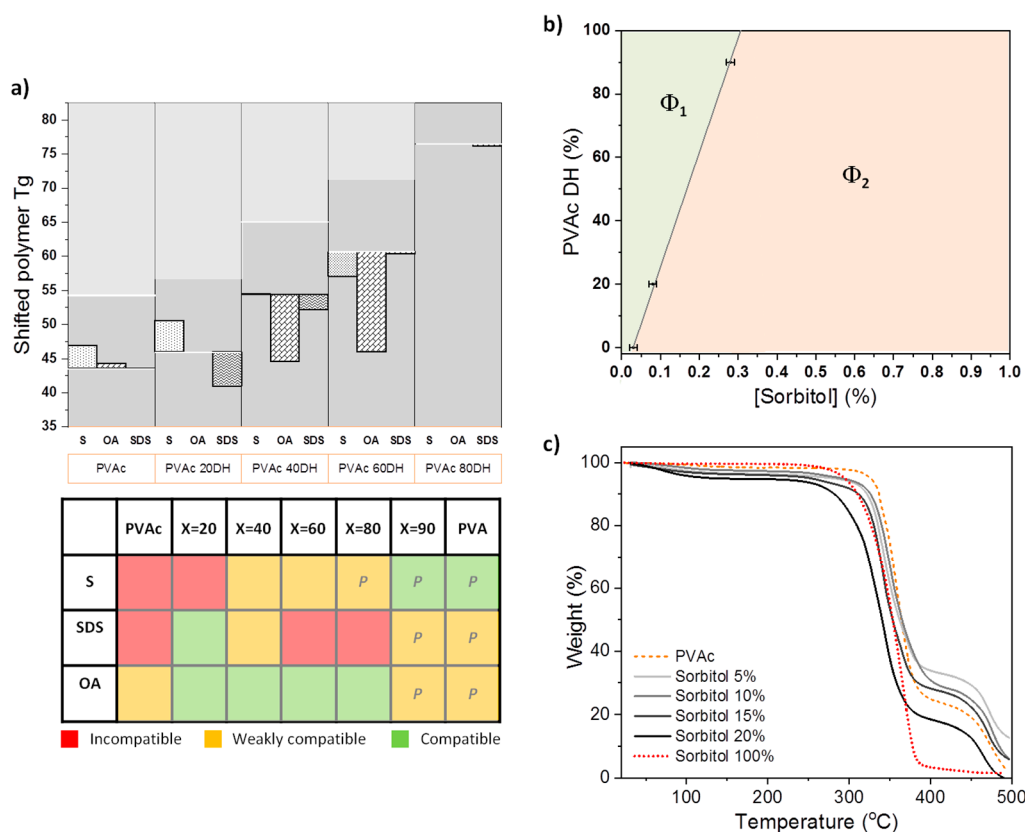 a)
Shifted polymer Tg
80
75
70
65
60
55
50
45
40
35
S OA SDS S OA SDS S OA SDS S OA SDS S OA SDS
PVAc PVAc 20DH PVAc 40DH PVAc 60DH PVAc 80DH
PVAc X=20 X=40 X=60 X=80 X=90 PVA
S P P P
SDS P P
OA P P
Incompatible Weakly compatible Compatible
b)
PVAc DH (%)
100
80
60
40
20
0
Φ1
Φ2
0.0 0.1 0.2 0.3 0.4 0.5 0.6 0.7 0.8 0.9 1.0
[Sorbitol] (%)
c)
Weight (%)
100
80
60
40
20
0
PVAc
Sorbitol 5%
Sorbitol 10%
Sorbitol 15%
Sorbitol 20%
Sorbitol 100%
100 200 300 400 500
Temperature (°C)